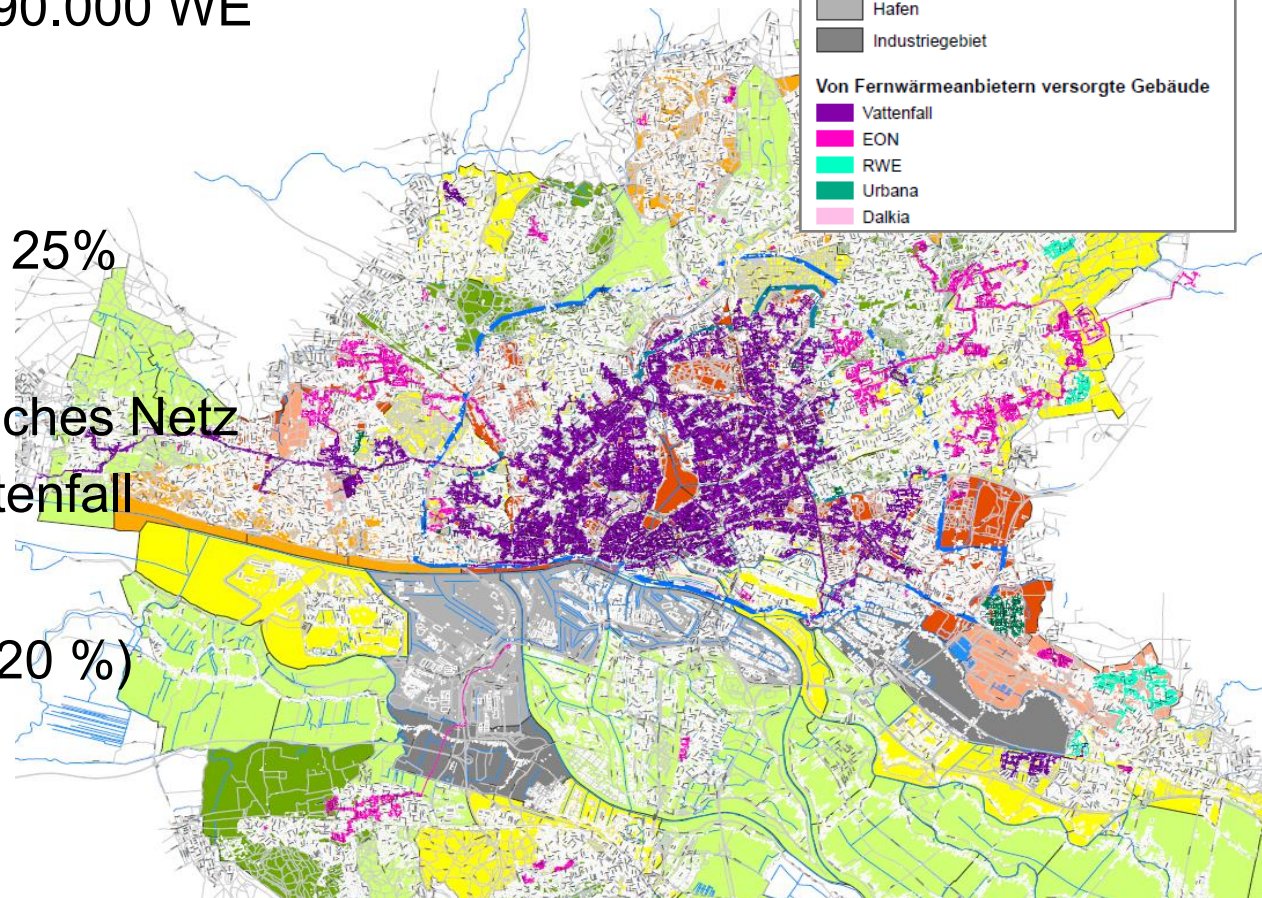 90.000 WE
25%
ches Netz
tenfall
20 %)
Hafen
Industriegebiet
Von Fernwärmeanbietern versorgte Gebäude
Vattenfall
EON
RWE
Urbana
Dalkia